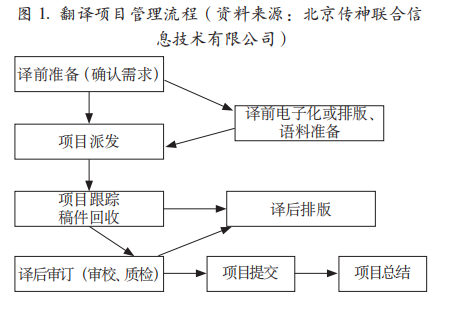 图 1. 翻译项目管理流程（资料来源：北京传神联合信
息技术有限公司）
译前准备（确认需求）
译前电子化或排版、
语料准备
项目派发
项目跟踪
稿件回收
译后排版
译后审订（审校、质检）
项目提交
项目总结